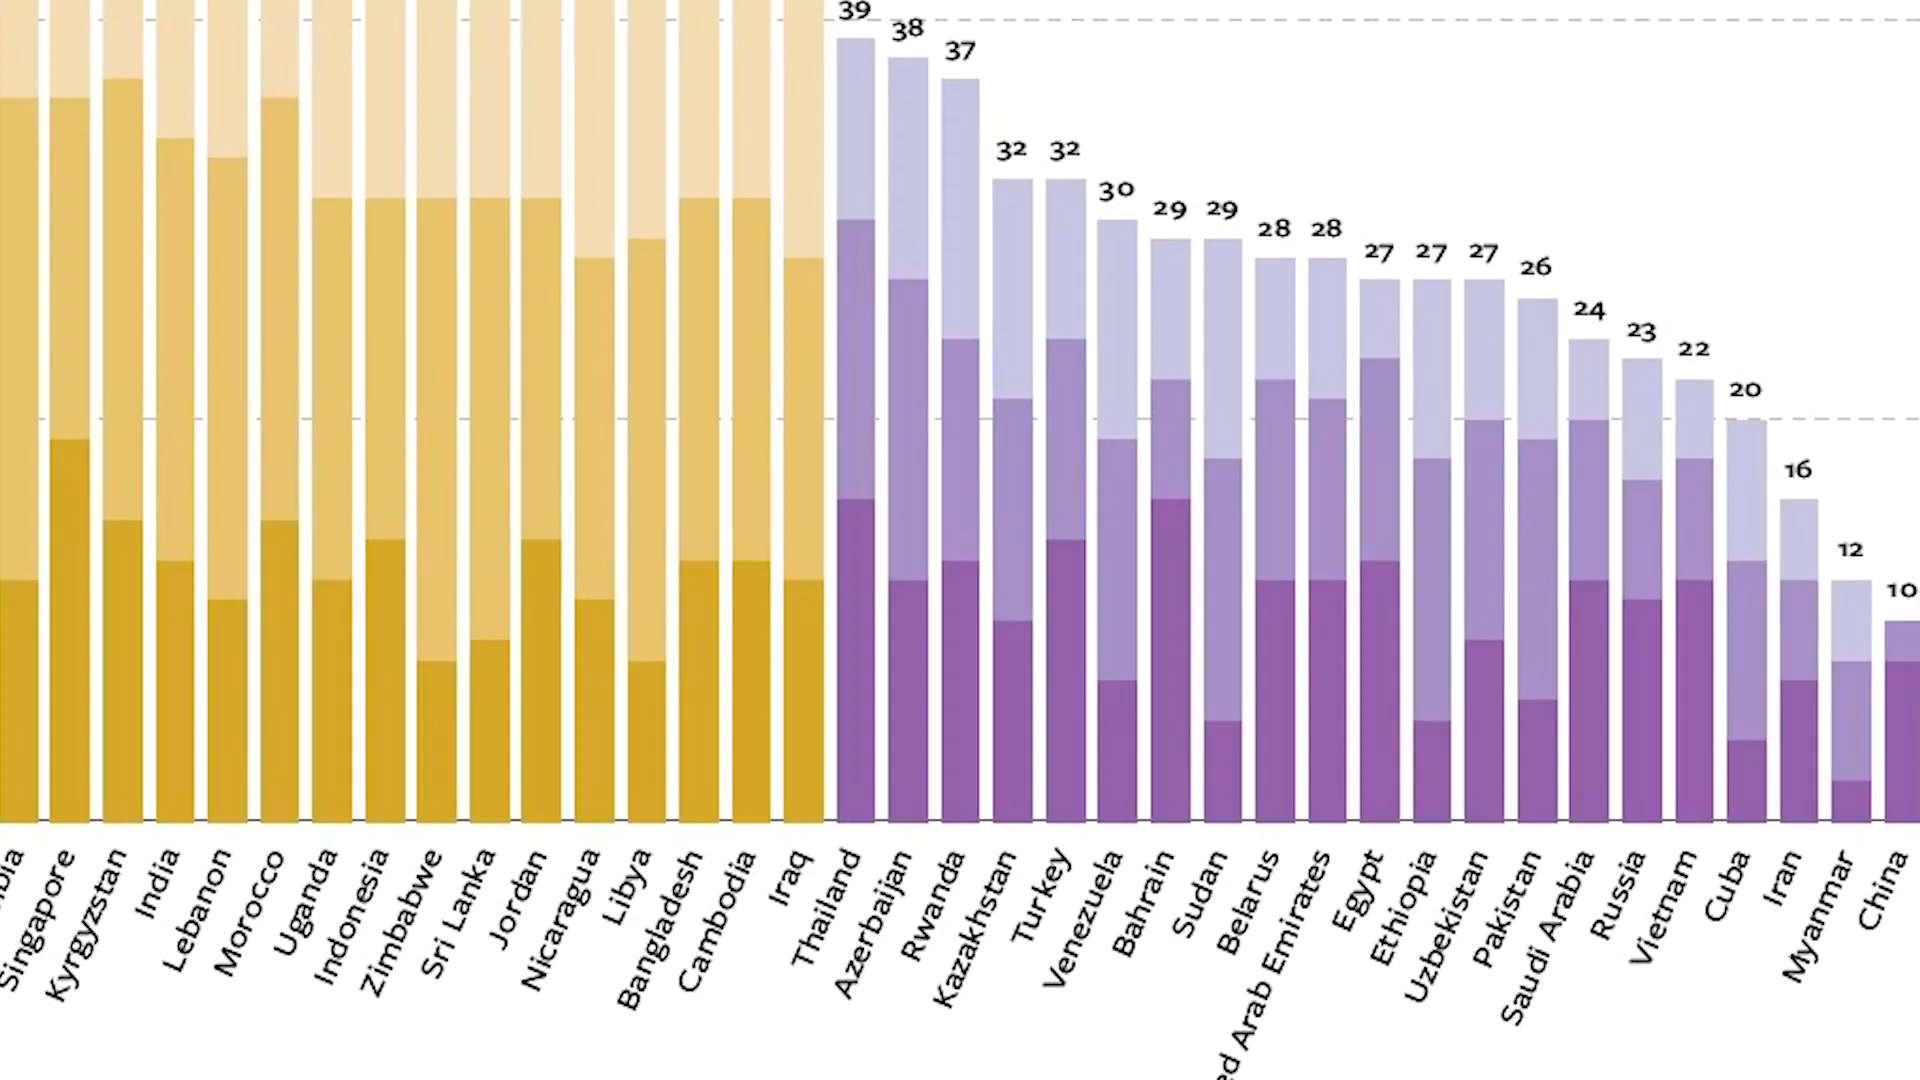 39
38
37
32
32
30
29
29
28
28
27
27
27
26
24
23
22
20
16
12
10
Singapore
Kyrgyzstan
India
Lebanon
Morocco
Uganda
Indonesia
Zimbabwe
Sri Lanka
Jordan
Nicaragua
Libya
Bangladesh
Cambodia
Iraq
Thailand
Azerbaijan
Rwanda
Kazakhstan
Turkey
Venezuela
Bahrain
Sudan
Belarus
ed Arab Emirates
Egypt
Ethiopia
Uzbekistan
Pakistan
Saudi Arabia
Russia
Vietnam
Cuba
Iran
Myanmar
China